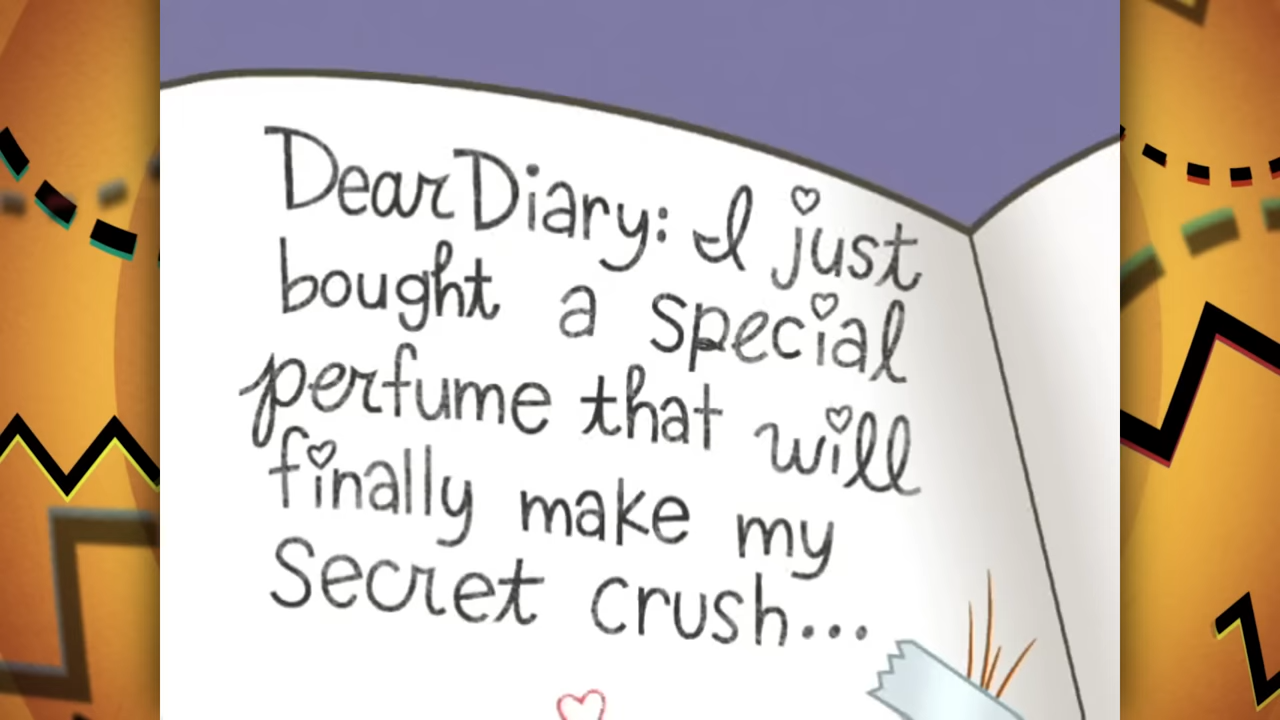 Dear Diary: I just
bought a special
perfume that will
finally make my
Secret crush...